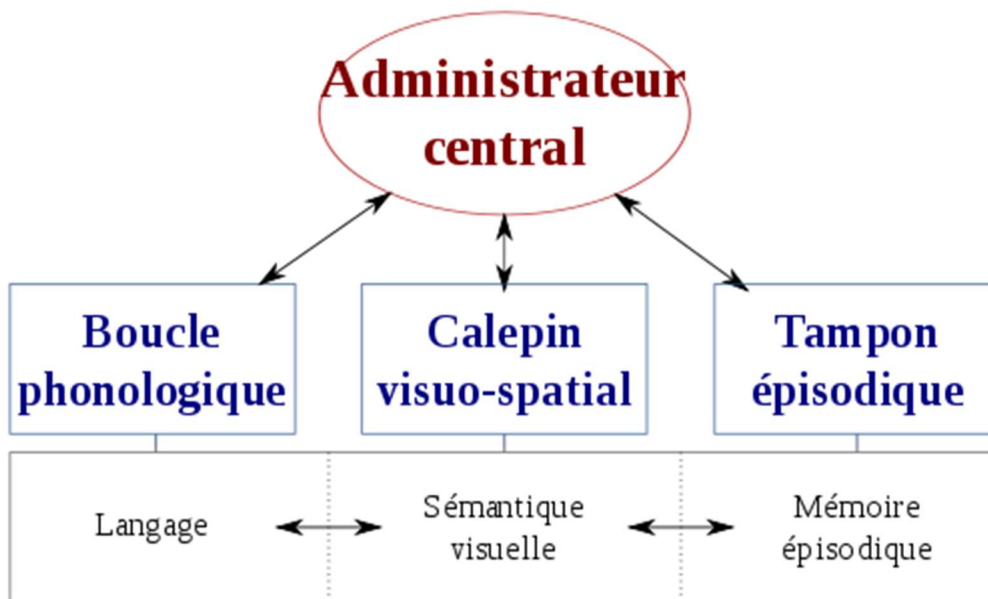 Administrateur
central
Boucle
phonologique
Calepin
visuo-spatial
Tampon
épisodique
Langage
Sémantique
visuelle
Mémoire
épisodique